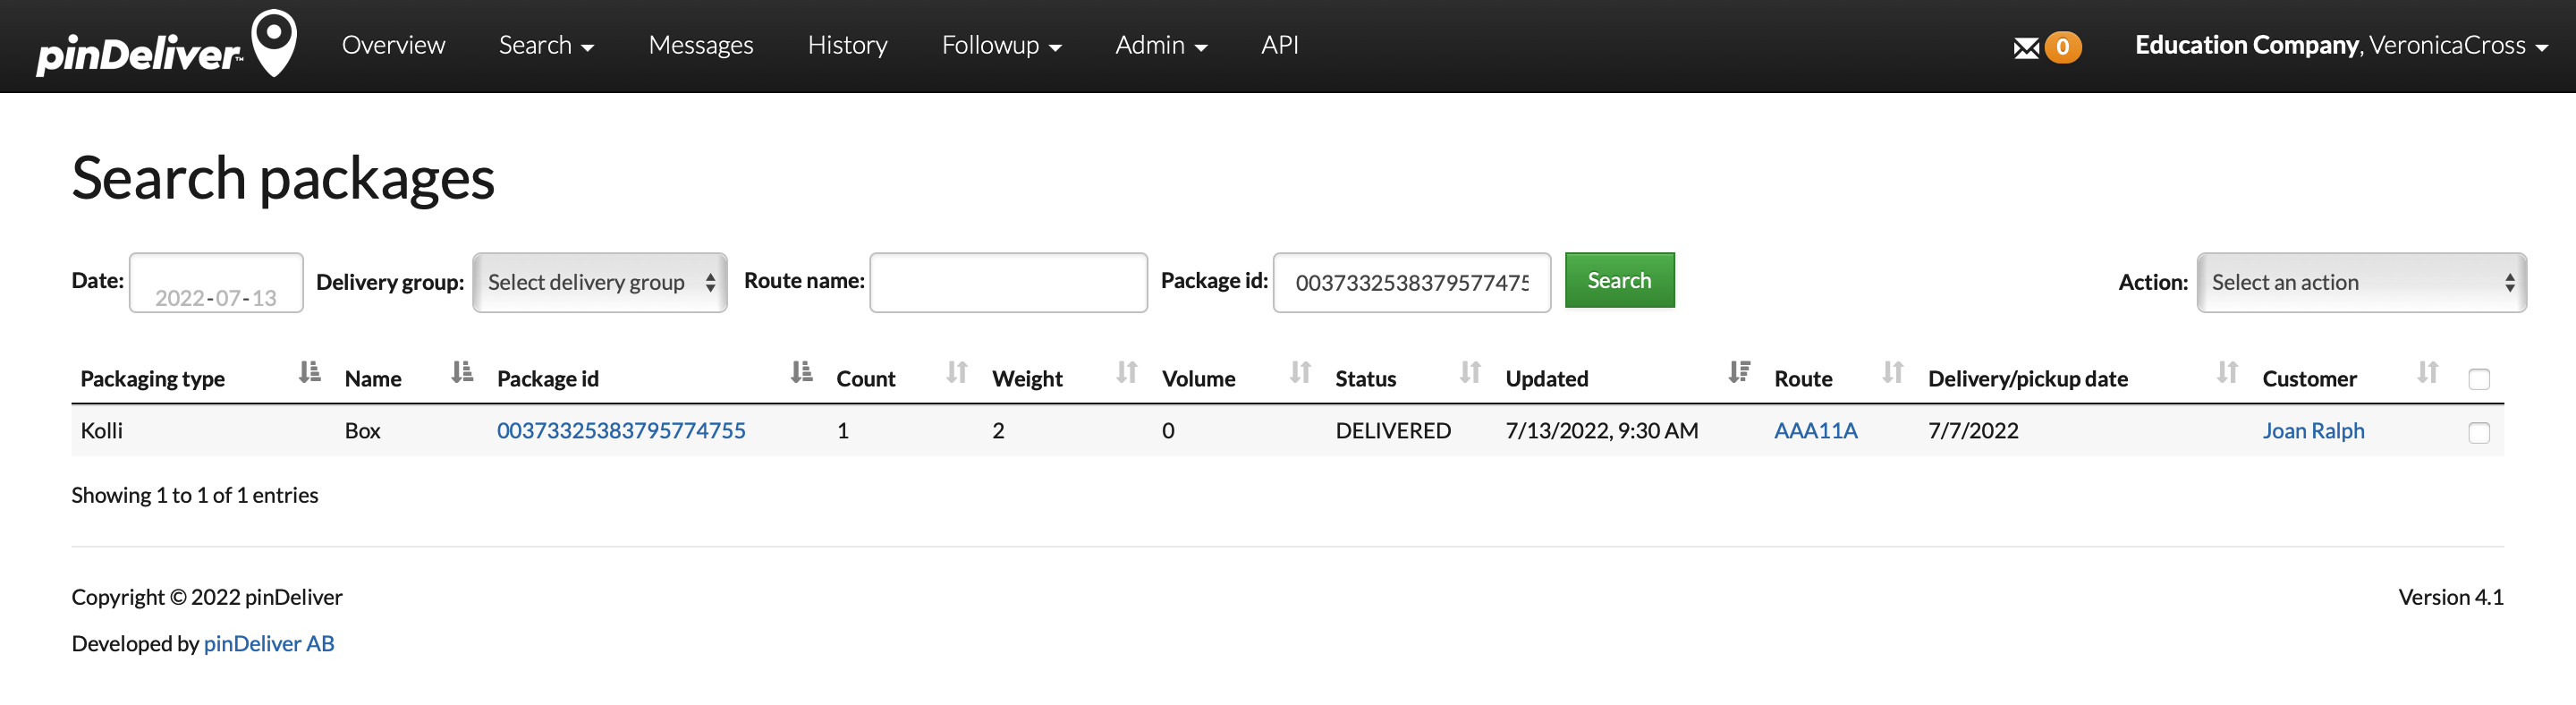 pinDeliver™ Overview Search Messages History Followup Admin API 0 Education Company, VeronicaCross
Search packages
Date: 2022-07-13 Delivery group: Select delivery group Route name: Package id: 0037332538379577475 Search Action: Select an action
Packaging type Name Package id Count Weight Volume Status Updated Route Delivery/pickup date Customer
Kolli Box 00373325383795774755 1 2 0 DELIVERED 7/13/2022, 9:30 AM AAA11A 7/7/2022 Joan Ralph
Showing 1 to 1 of 1 entries
Copyright © 2022 pinDeliver Version 4.1
Developed by pinDeliver AB